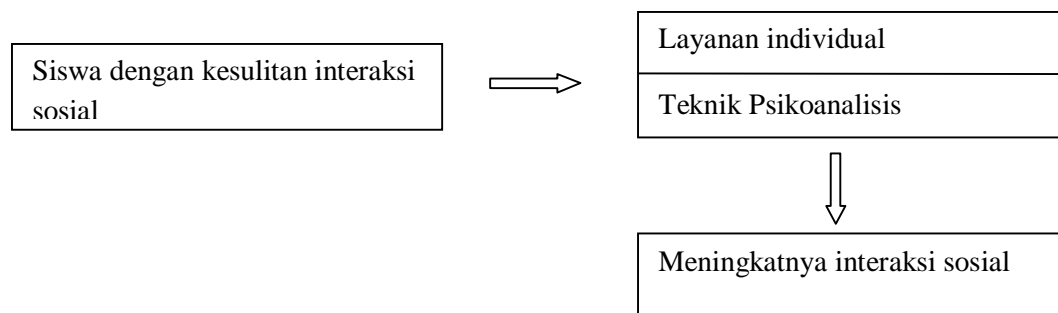 Siswa dengan kesulitan interaksi
sosial
Layanan individual
Teknik Psikoanalisis
Meningkatnya interaksi sosial